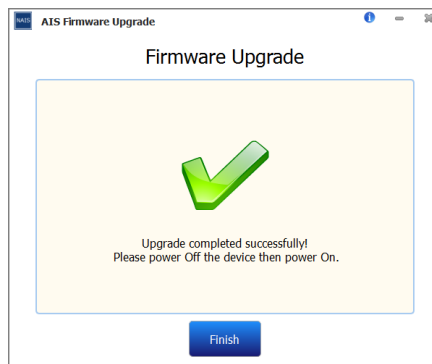 NAIS AIS Firmware Upgrade
Firmware Upgrade
Upgrade completed successfully!
Please power Off the device then power On.
Finish